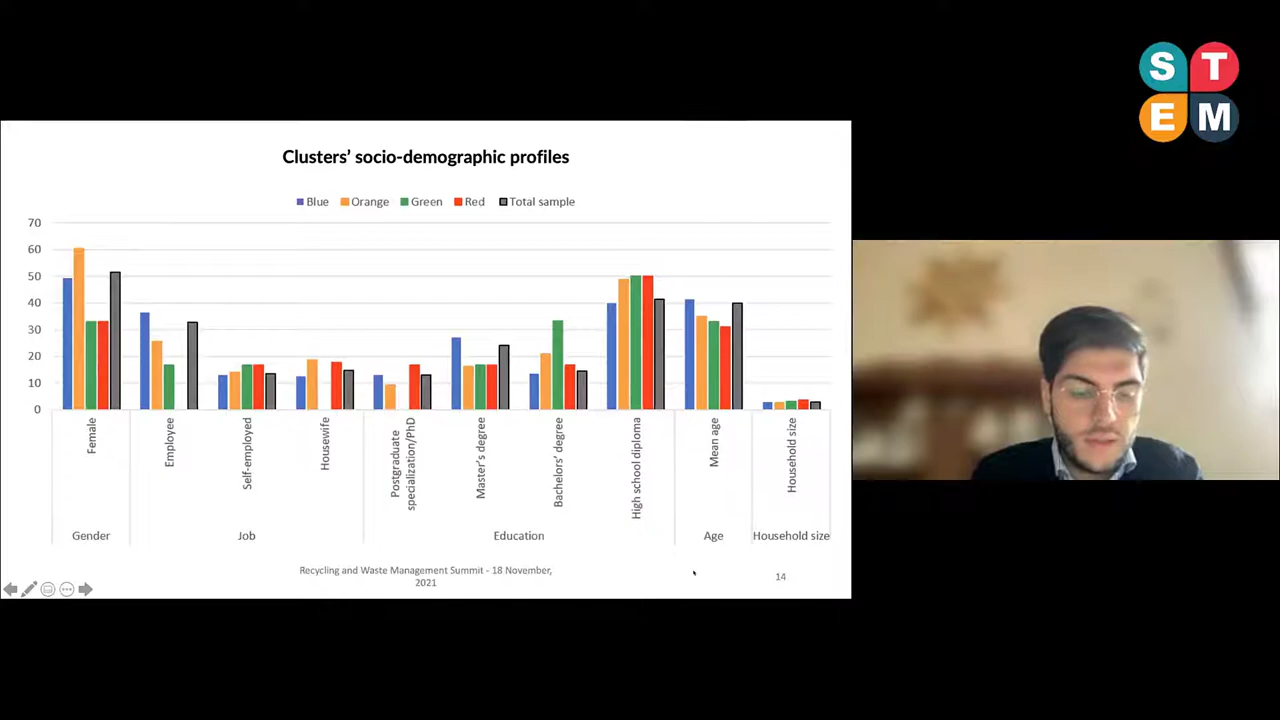 S T
E M
Clusters' socio-demographic profiles
Blue Orange Green Red Total sample
70
60
50
40
30
20
10
0
Female
Employee
Self-employed
Housewife
Postgraduate
specialization/PhD
Master's degree
Bachelors' degree
High school diploma
Mean age
Household size
Gender Job Education Age Household size
Recycling and Waste Management Summit - 18 November,
2021
14